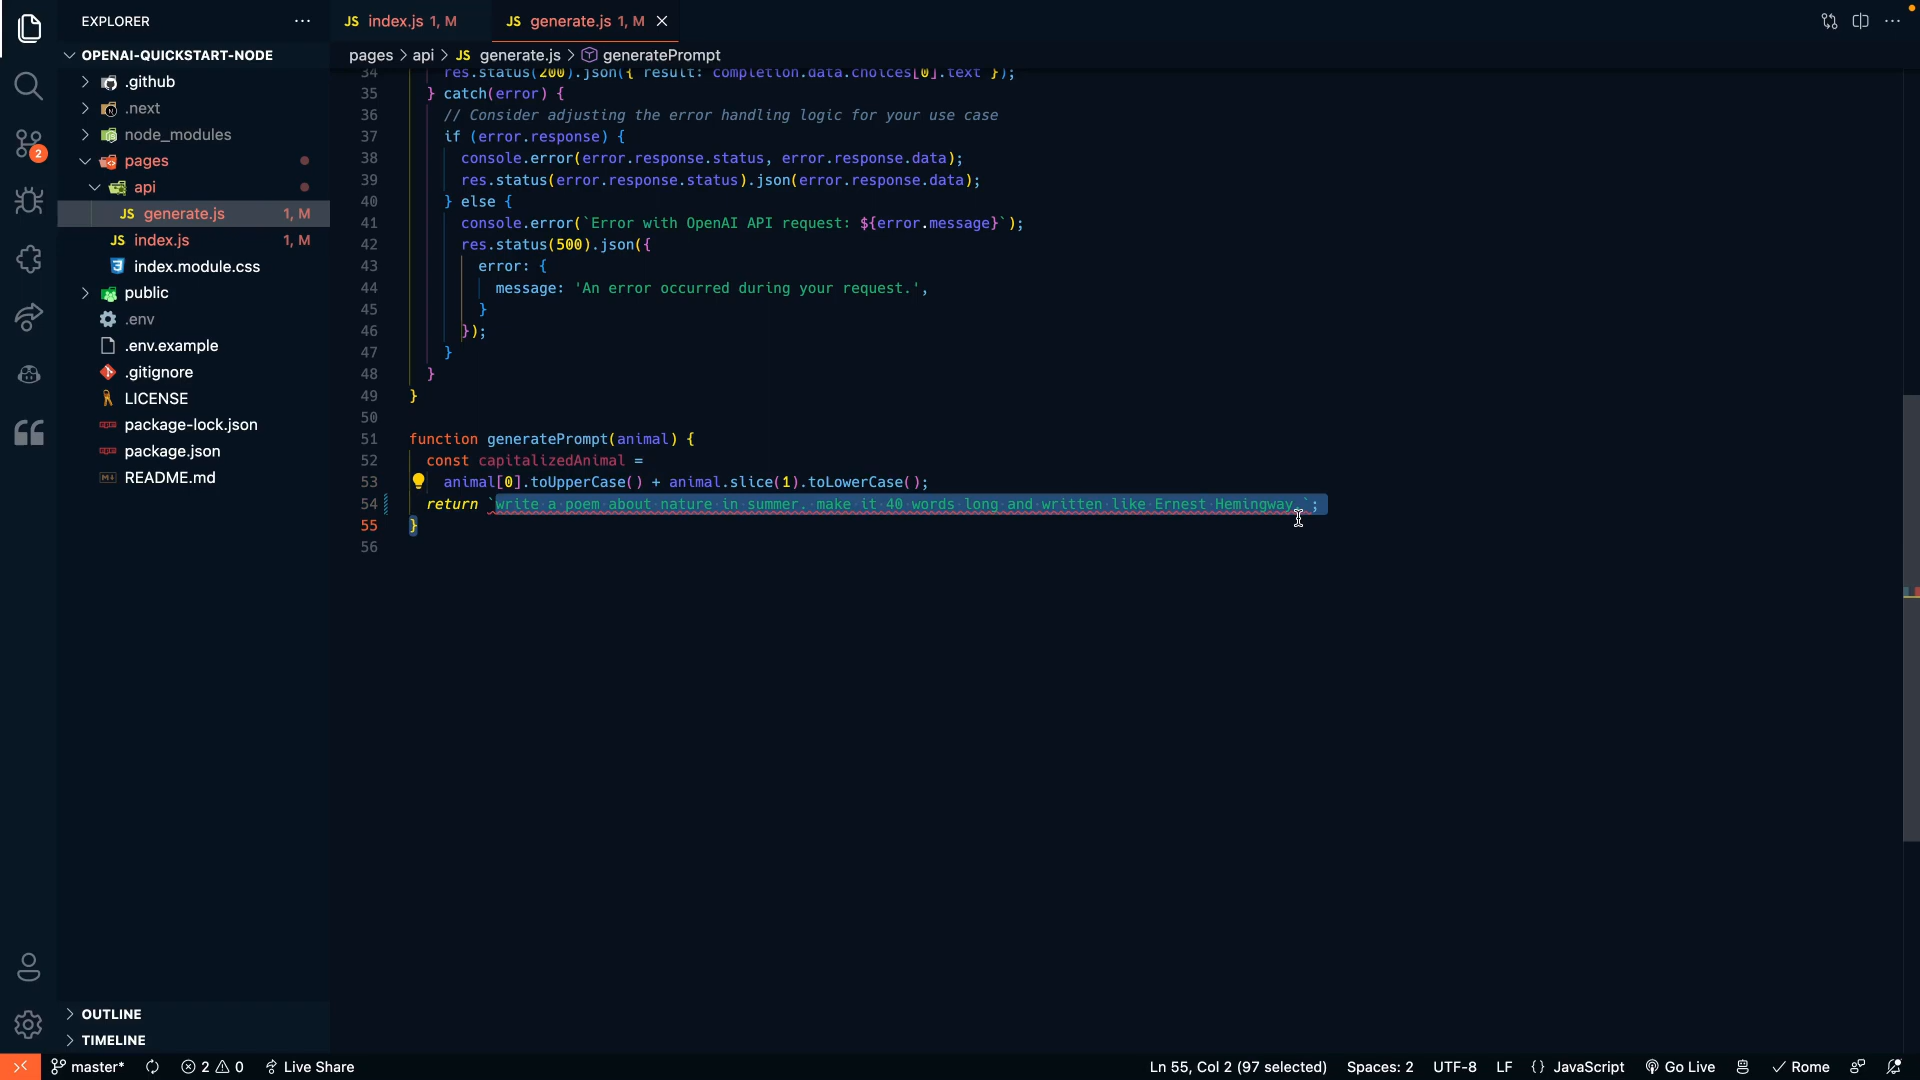 EXPLORER
OPENAI-QUICKSTART-NODE
.github
.next
node_modules
pages
api
JS generate.js 1, M
JS index.js 1, M
index.module.css
public
.env
.env.example
.gitignore
LICENSE
package-lock.json
package.json
README.md
OUTLINE
TIMELINE
JS index.js 1, M
JS generate.js 1, M
pages > api > JS generate.js > generatePrompt
34 res.status(200).json({ result: completion.data.choices[0].text });
35 } catch(error) {
36 // Consider adjusting the error handling logic for your use case
37 if (error.response) {
38 console.error(error.response.status, error.response.data);
39 res.status(error.response.status).json(error.response.data);
40 } else {
41 console.error(`Error with OpenAI API request: ${error.message}`);
42 res.status(500).json({
43 error: {
44 message: 'An error occurred during your request.',
45 }
46 });
47 }
48 }
49 }
50
51 function generatePrompt(animal) {
52 const capitalizedAnimal =
53 animal[0].toUpperCase() + animal.slice(1).toLowerCase();
54 return `write a poem about nature in summer. make it 40 words long and written like Ernest Hemingway.`;
55 }
56
2
master* 2 0 Live Share
Ln 55, Col 2 (97 selected) Spaces: 2 UTF-8 LF {} JavaScript Go Live Rome